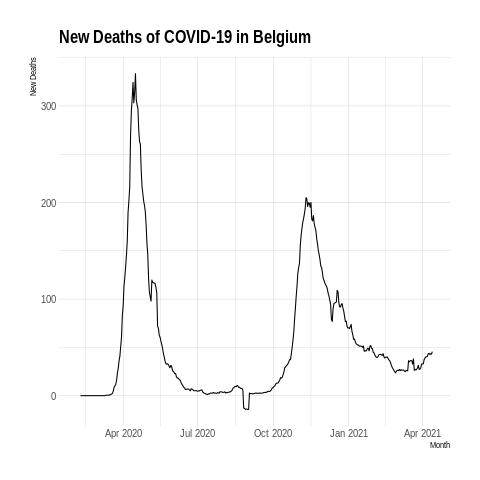 New Deaths of COVID-19 in Belgium
New Deaths
300
200
100
0
Apr 2020
Jul 2020
Oct 2020
Jan 2021
Apr 2021
Month